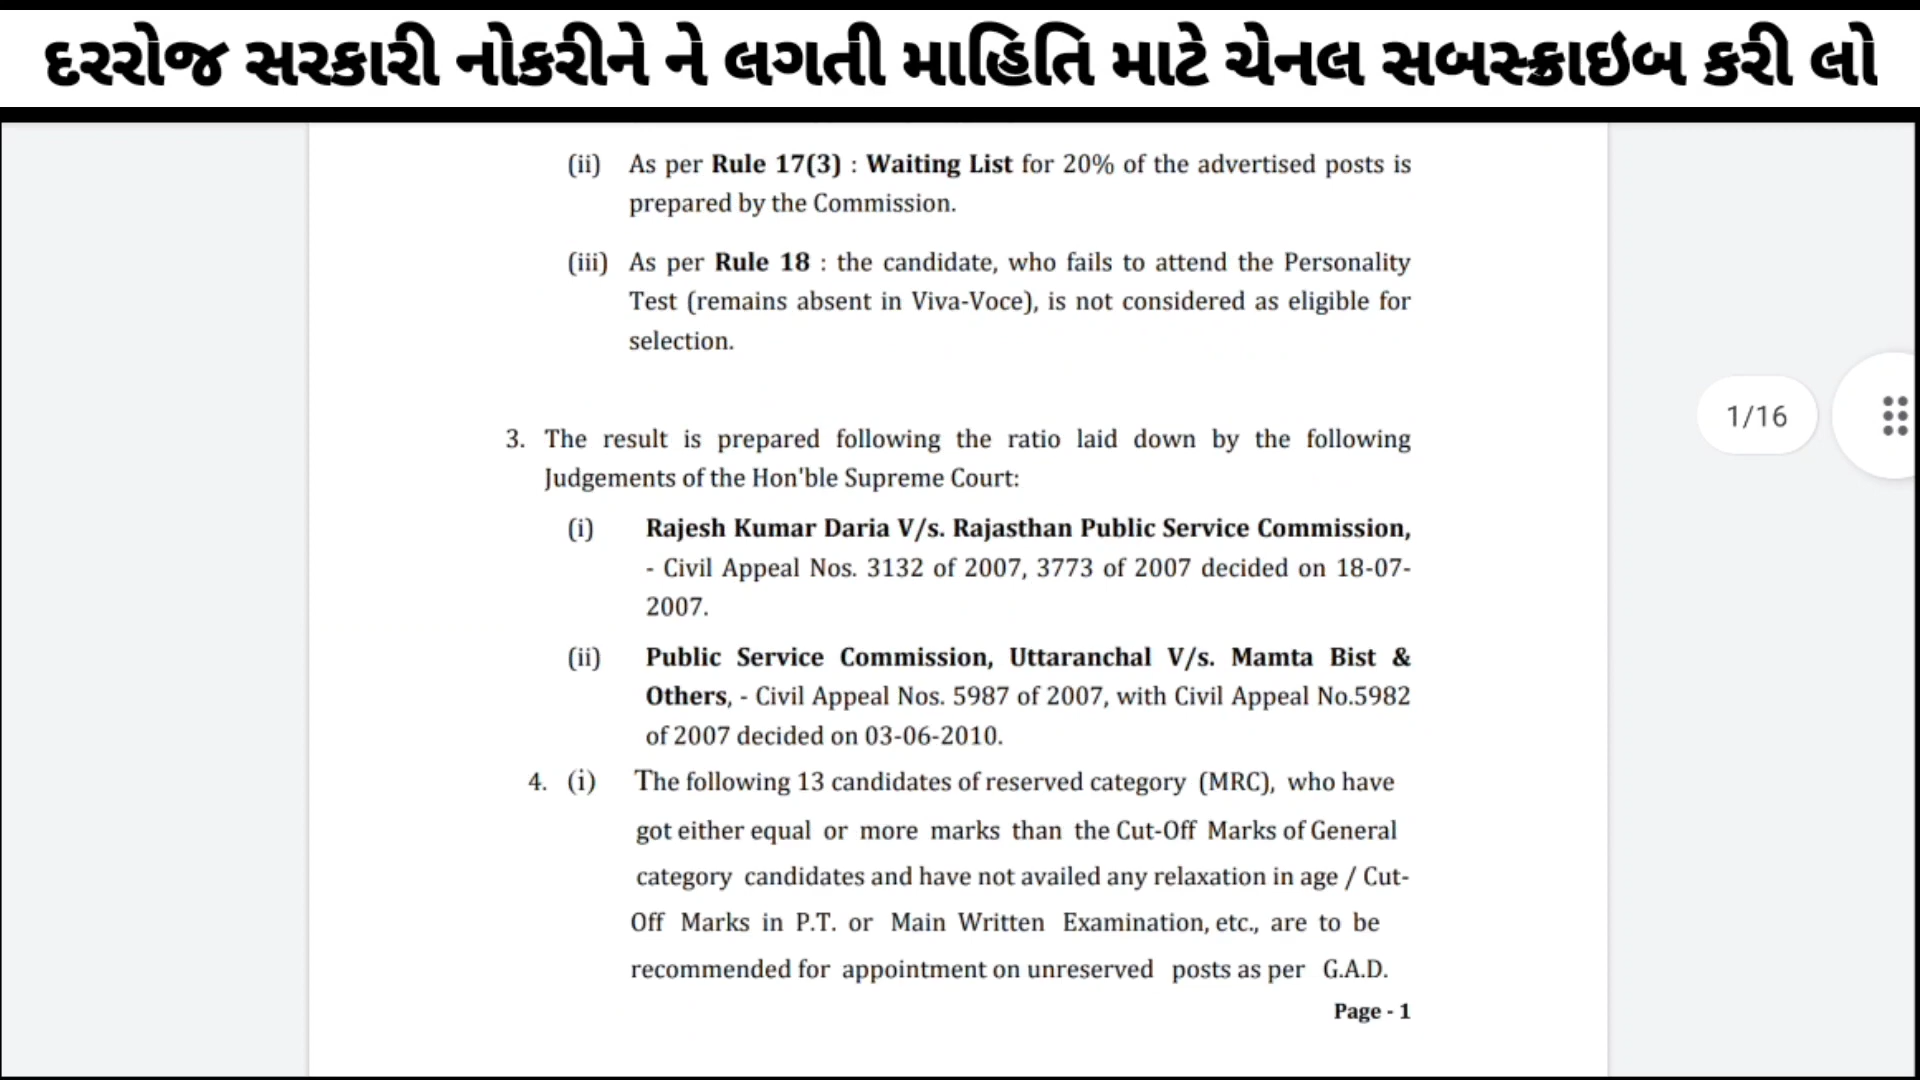 દરરોજ સરકારી નોકરીને ને લગતી માહિતિ માટે ચેનલ સબસ્ક્રાઇબ કરી લો
(ii) As per Rule 17(3) : Waiting List for 20% of the advertised posts is
prepared by the Commission.
(iii) As per Rule 18 : the candidate, who fails to attend the Personality
Test (remains absent in Viva-Voce), is not considered as eligible for
selection.
1/16
3. The result is prepared following the ratio laid down by the following
Judgements of the Hon'ble Supreme Court:
(i) Rajesh Kumar Daria V/s. Rajasthan Public Service Commission,
- Civil Appeal Nos. 3132 of 2007, 3773 of 2007 decided on 18-07-
2007.
(ii) Public Service Commission, Uttaranchal V/s. Mamta Bist &
Others, - Civil Appeal Nos. 5987 of 2007, with Civil Appeal No.5982
of 2007 decided on 03-06-2010.
4. (i) The following 13 candidates of reserved category (MRC), who have
got either equal or more marks than the Cut-Off Marks of General
category candidates and have not availed any relaxation in age / Cut-
Off Marks in P.T. or Main Written Examination, etc., are to be
recommended for appointment on unreserved posts as per G.A.D.
Page - 1